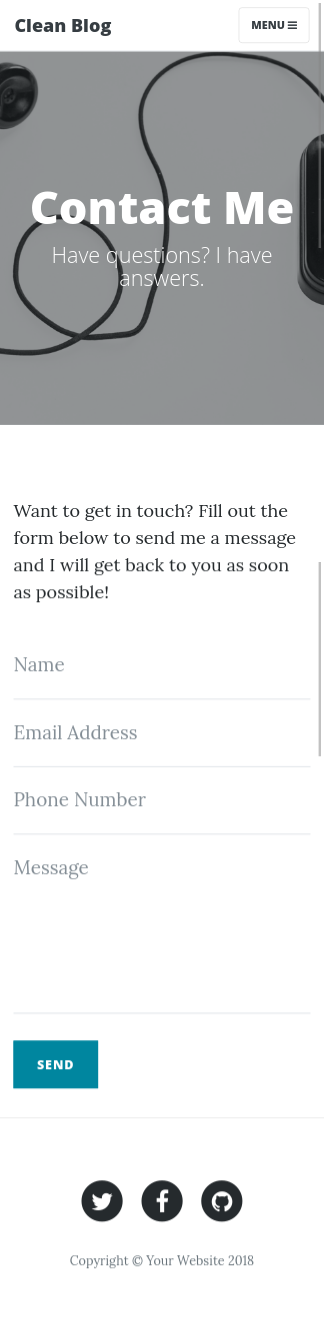 Clean Blog
MENU
Contact Me
Have questions? I have
answers.
Want to get in touch? Fill out the
form below to send me a message
and I will get back to you as soon
as possible!
Name
Email Address
Phone Number
Message
SEND
Copyright © Your Website 2018